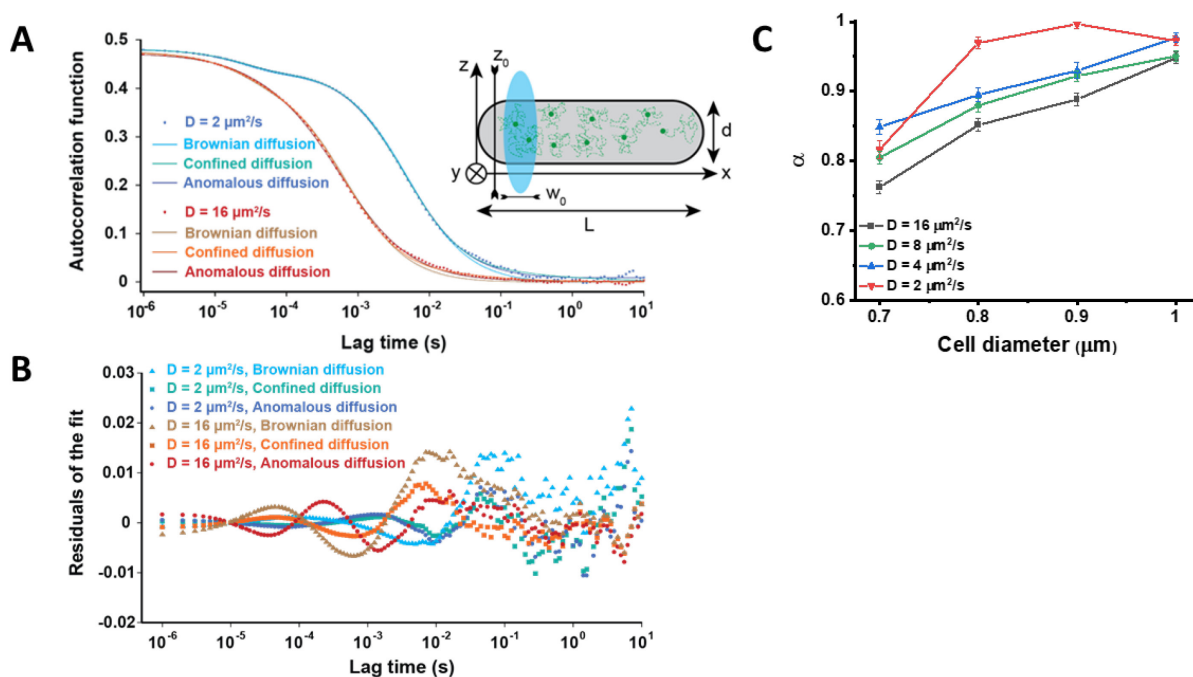 A
0.5
0.4
0.3
0.2
0.1
0
Autocorrelation function
D = 2 μm²/s
Brownian diffusion
Confined diffusion
Anomalous diffusion
D = 16 μm²/s
Brownian diffusion
Confined diffusion
Anomalous diffusion
z
z₀
y
x
w₀
L
d
10⁻⁶ 10⁻⁵ 10⁻⁴ 10⁻³ 10⁻² 10⁻¹ 10⁰ 10¹
Lag time (s)
B
0.03
0.02
0.01
0
-0.01
-0.02
Residuals of the fit
D = 2 μm²/s, Brownian diffusion
D = 2 μm²/s, Confined diffusion
D = 2 μm²/s, Anomalous diffusion
D = 16 μm²/s, Brownian diffusion
D = 16 μm²/s, Confined diffusion
D = 16 μm²/s, Anomalous diffusion
10⁻⁶ 10⁻⁵ 10⁻⁴ 10⁻³ 10⁻² 10⁻¹ 10⁰ 10¹
Lag time (s)
C
1
0.9
0.8
0.7
0.6
α
D = 16 μm²/s
D = 8 μm²/s
D = 4 μm²/s
D = 2 μm²/s
0.7 0.8 0.9 1
Cell diameter (μm)